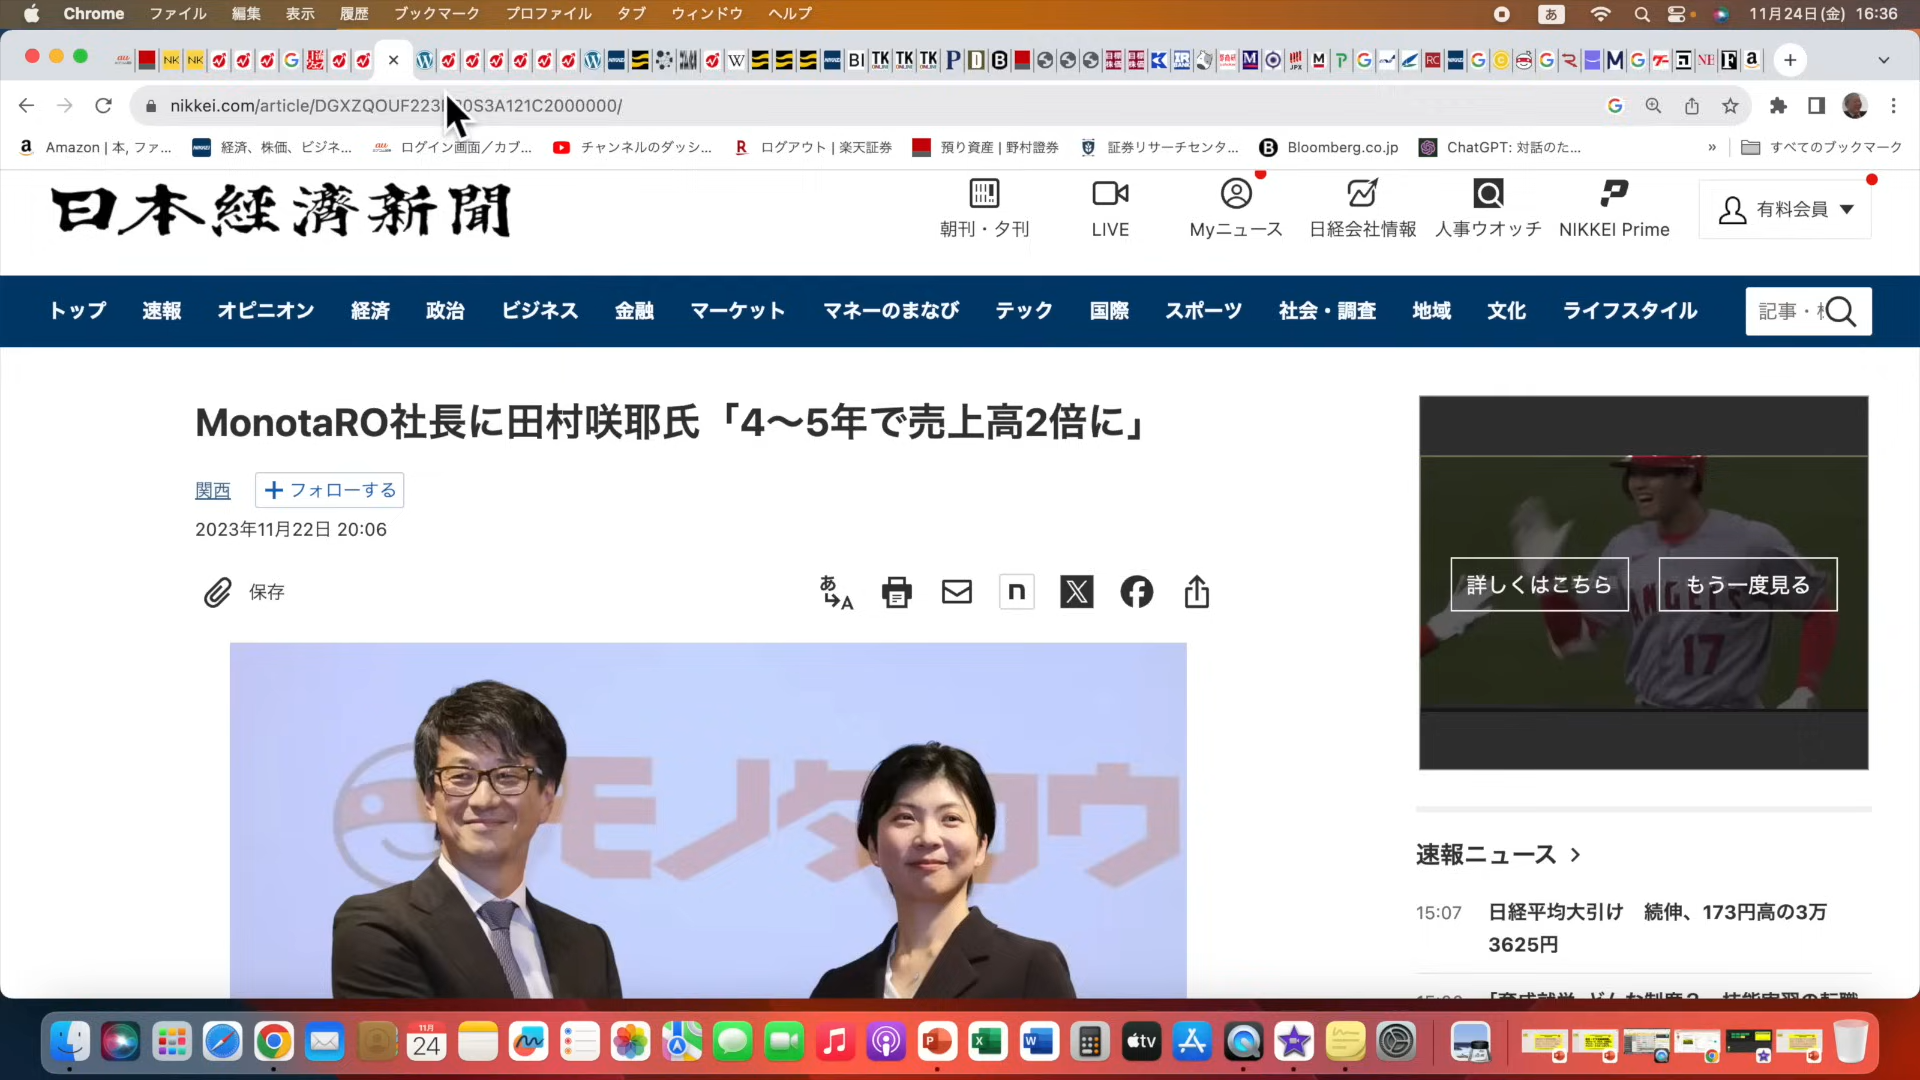 Chrome ファイル 編集 表示 履歴 ブックマーク プロファイル タブ ウィンドウ ヘルプ あ 11月24日(金) 16:36
nikkei.com/article/DGXZQOUF223 0S3A121C2000000/
Amazon | 本, ファ... 経済、株価、ビジネ... ログイン画面／カブ... チャンネルのダッシ... ログアウト | 楽天証券 預り資産 | 野村證券 証券リサーチセンタ... Bloomberg.co.jp ChatGPT: 対話のた... » すべてのブックマーク
日本経済新聞
朝刊・夕刊 LIVE Myニュース 日経会社情報 人事ウオッチ NIKKEI Prime 有料会員
トップ 速報 オピニオン 経済 政治 ビジネス 金融 マーケット マネーのまなび テック 国際 スポーツ 社会・調査 地域 文化 ライフスタイル 記事・
MonotaRO社長に田村咲耶氏「4〜5年で売上高2倍に」
関西 フォローする
2023年11月22日 20:06
保存
詳しくはこちら もう一度見る
ANGELS
17
モノタロウ
速報ニュース
15:07 日経平均大引け 続伸、173円高の3万
3625円
11月
24